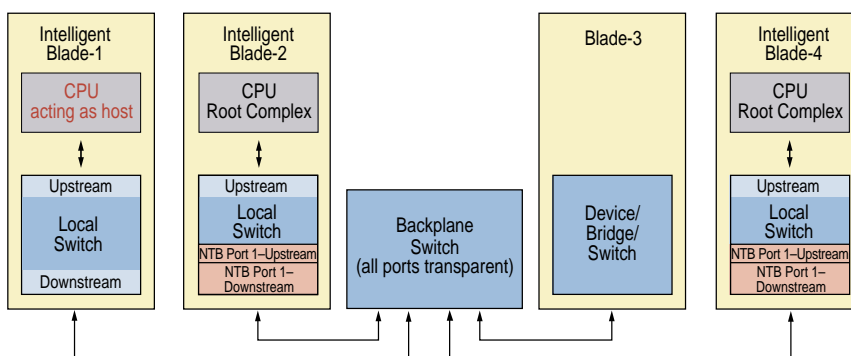 Intelligent
Blade-1
CPU
acting as host
Upstream
Local
Switch
Downstream
Intelligent
Blade-2
CPU
Root Complex
Upstream
Local
Switch
NTB Port 1–Upstream
NTB Port 1–
Downstream
Backplane
Switch
(all ports transparent)
Blade-3
Device/
Bridge/
Switch
Intelligent
Blade-4
CPU
Root Complex
Upstream
Local
Switch
NTB Port 1–Upstream
NTB Port 1–
Downstream